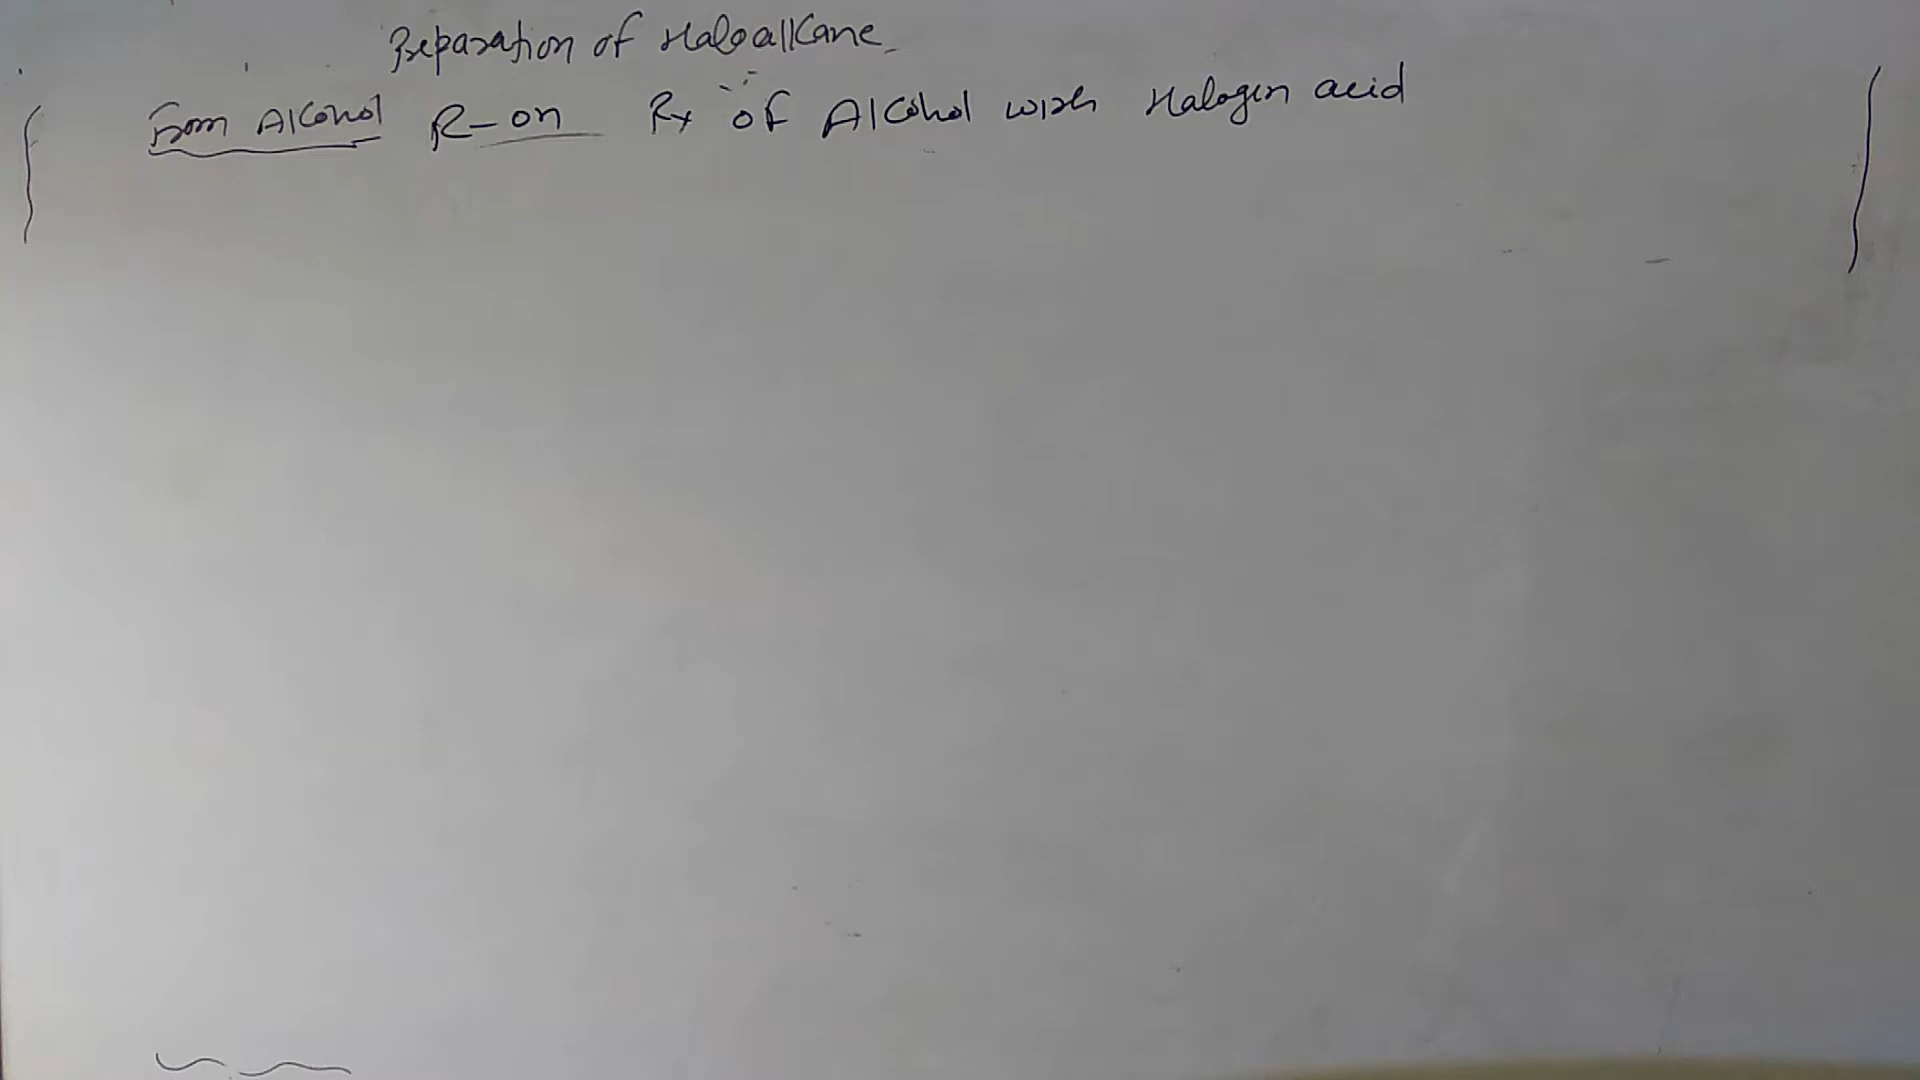 Preparation of Haloalkane
From Alcohol R-OH Rx of Alcohol with Halogen acid